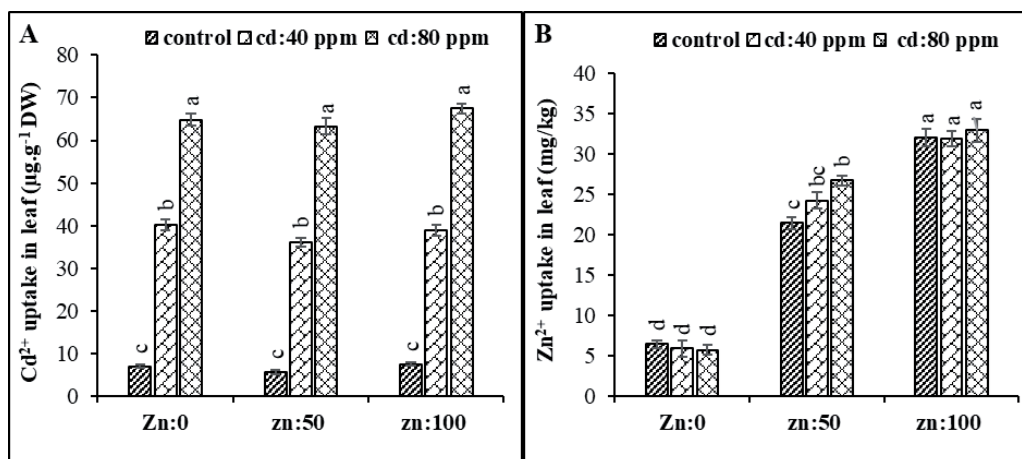 A
control cd:40 ppm cd:80 ppm
Cd²⁺ uptake in leaf (µg.g⁻¹ DW)
80
70
60
50
40
30
20
10
0
c b a
c b a
c b a
Zn:0 zn:50 zn:100
B
control cd:40 ppm cd:80 ppm
Zn²⁺ uptake in leaf (mg/kg)
40
35
30
25
20
15
10
5
0
d d d
c bc b
a a a
Zn:0 zn:50 zn:100